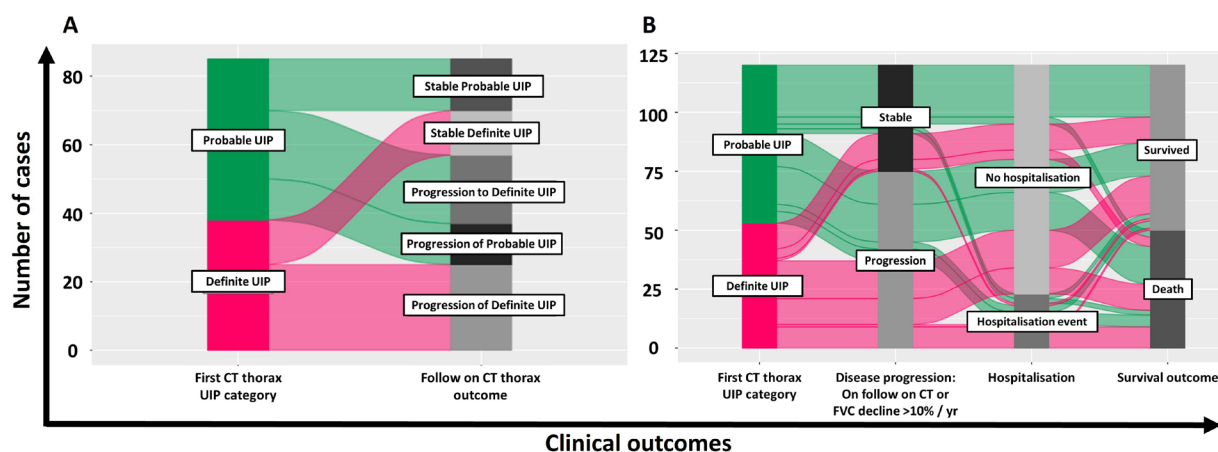 A
Number of cases
80
60
40
20
0
Probable UIP
Definite UIP
Stable Probable UIP
Stable Definite UIP
Progression to Definite UIP
Progression of Probable UIP
Progression of Definite UIP
First CT thorax
UIP category
Follow on CT thorax
outcome
B
125
100
75
50
25
0
Probable UIP
Definite UIP
Stable
Progression
No hospitalisation
Hospitalisation event
Survived
Death
First CT thorax
UIP category
Disease progression:
On follow on CT or
FVC decline >10% / yr
Hospitalisation
Survival outcome
Clinical outcomes